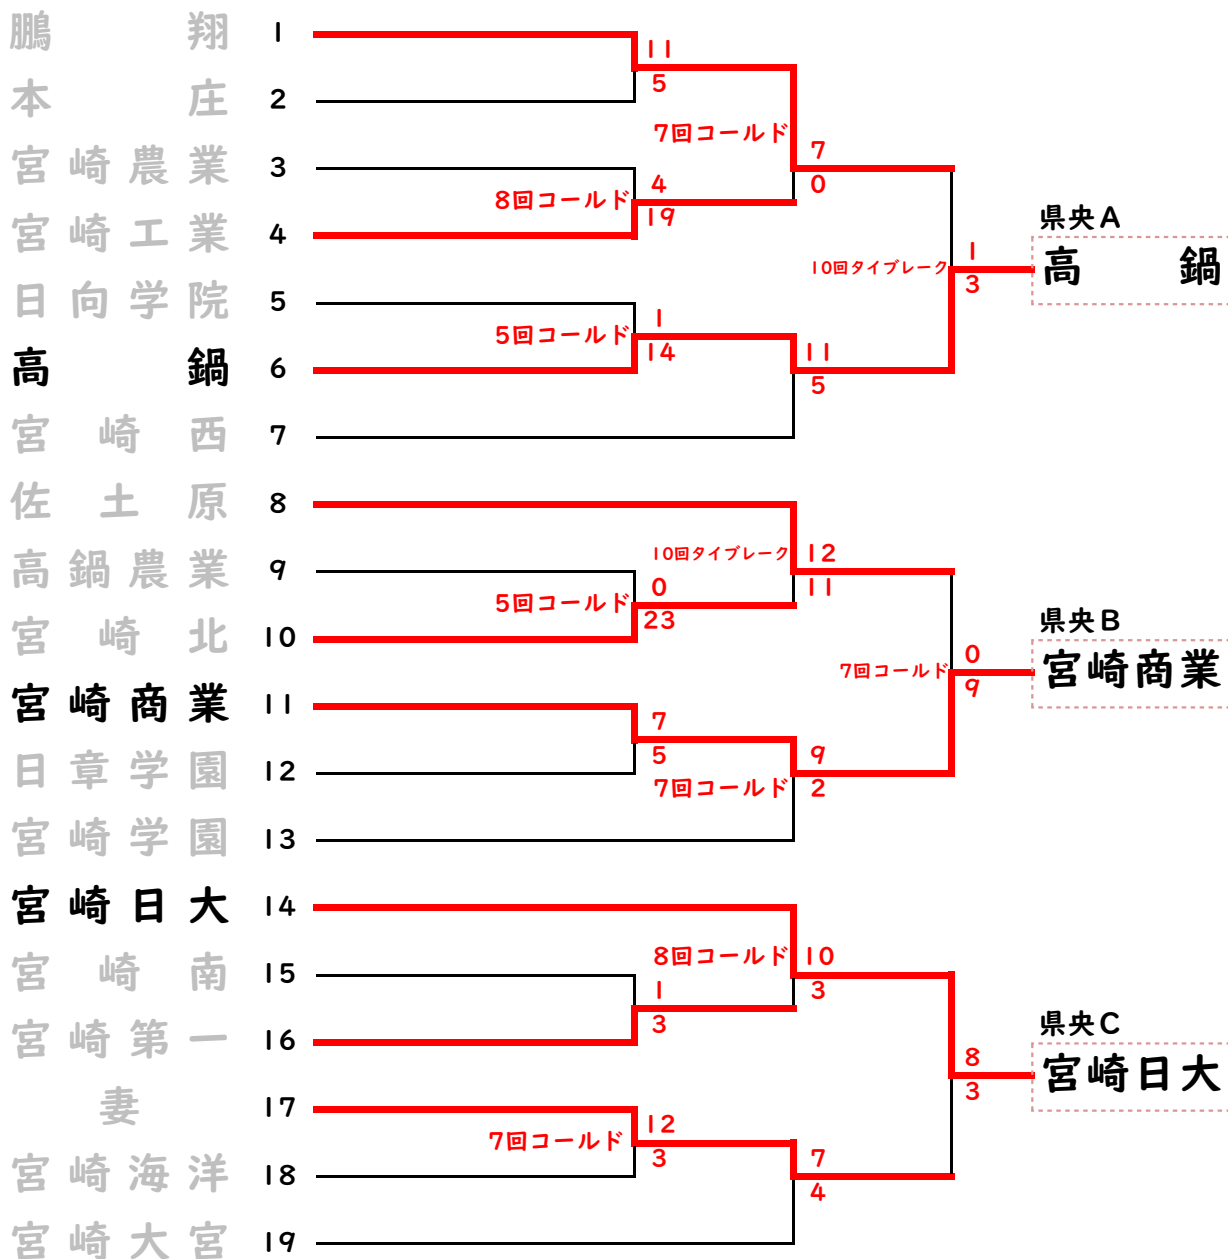 鵬翔 1
11
5
本庄 2
7回コールド
7
0
宮崎農業 3
8回コールド
4
19
宮崎工業 4
県央A
高鍋
10回タイブレーク
1
3
日向学院 5
5回コールド
1
14
高鍋 6
11
5
宮崎西 7
佐土原 8
10回タイブレーク
12
11
高鍋農業 9
5回コールド
0
23
宮崎北 10
県央B
宮崎商業
7回コールド
0
9
宮崎商業 11
7
5
日章学園 12
7回コールド
9
2
宮崎学園 13
宮崎日大 14
8回コールド
10
3
宮崎南 15
1
3
宮崎第一 16
県央C
宮崎日大
8
3
妻 17
7回コールド
12
3
宮崎海洋 18
7
4
宮崎大宮 19